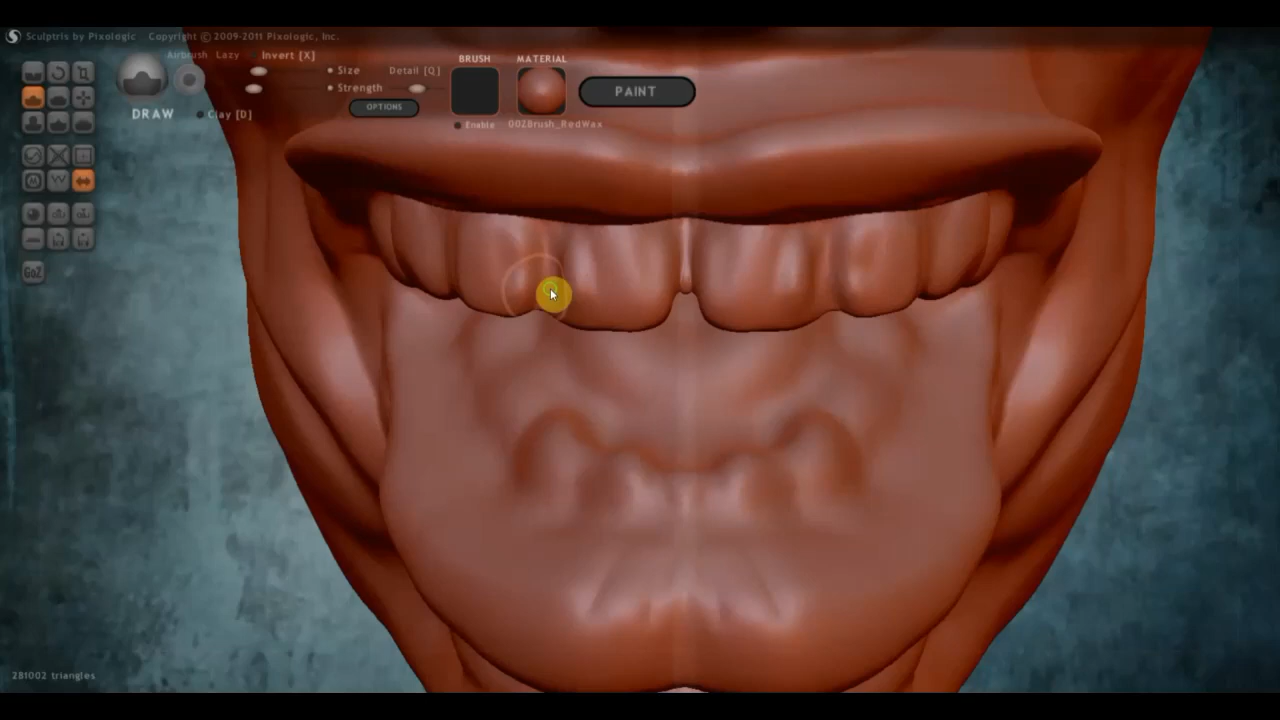 Sculptris by Pixologic Copyright © 2009-2011 Pixologic, Inc.
Airbrush Lazy Invert [X]
BRUSH MATERIAL
Size Detail [Q]
Strength
PAINT
OPTIONS
DRAW Clay [D]
Enable 00ZBrush_RedWax
GoZ
281002 triangles